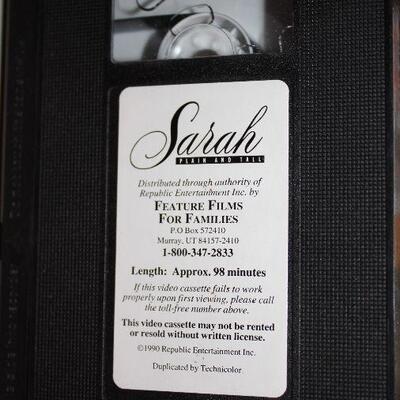 Sarah
PLAIN AND TALL
Distributed through authority of
Republic Entertainment Inc. by
FEATURE FILMS
FOR FAMILIES
P.O Box 572410
Murray, UT 84157-2410
1-800-347-2833
Length: Approx. 98 minutes
If this video cassette fails to work
properly upon first viewing, please call
the toll-free number above.
This video cassette may not be rented
or resold without written license.
©1990 Republic Entertainment Inc.
Duplicated by Technicolor